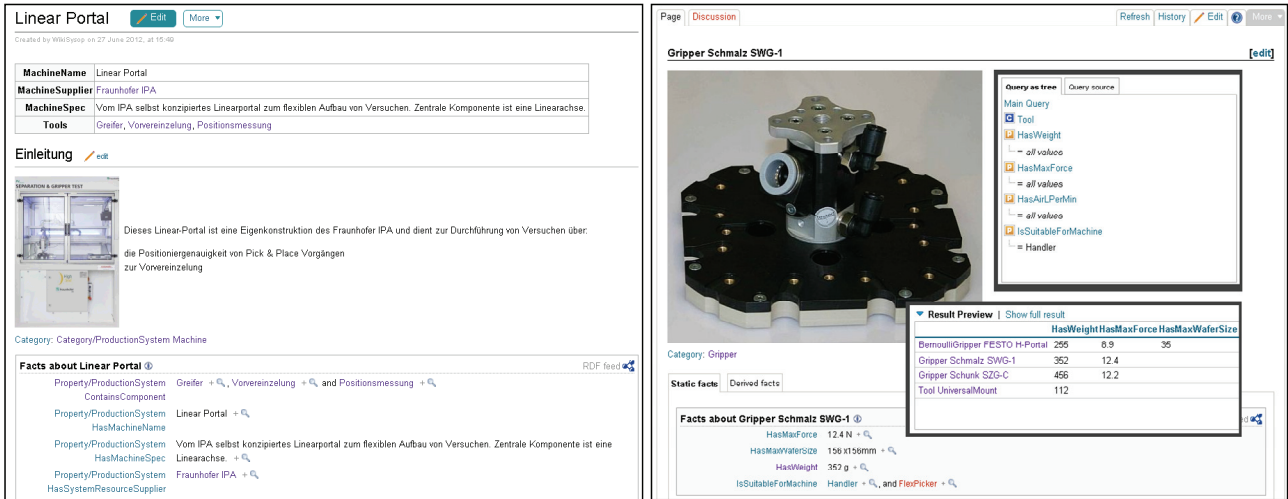 Linear Portal Edit More
Created by WikiSysop on 27 June 2012, at 15:49.
MachineName Linear Portal
MachineSupplier Fraunhofer IPA
MachineSpec Vom IPA selbst konzipiertes Linearportal zum flexiblen Aufbau von Versuchen. Zentrale Komponente ist eine Linearachse.
Tools Greifer, Vorvereinzelung, Positionsmessung
Einleitung edit
SEPARATION & GRIPPER TEST
Dieses Linear-Portal ist eine Eigenkonstruktion des Fraunhofer IPA und dient zur Durchführung von Versuchen über:
die Positioniergenauigkeit von Pick & Place Vorgängen
zur Vorvereinzelung
Category: Category/ProductionSystem Machine
Facts about Linear Portal RDF feed
Property/ProductionSystem Greifer + , Vorvereinzelung + and Positionsmessung +
ContainsComponent
Property/ProductionSystem Linear Portal +
HasMachineName
Property/ProductionSystem Vom IPA selbst konzipiertes Linearportal zum flexiblen Aufbau von Versuchen. Zentrale Komponente ist eine
HasMachineSpec Linearachse. +
Property/ProductionSystem Fraunhofer IPA +
HasSystemResourceSupplier
Page Discussion Refresh History Edit ? More
Gripper Schmalz SWG-1 [edit]
Query as tree Query source
Main Query
C Tool
P HasWeight
= all values
P HasMaxForce
= all values
P HasAirLPerMin
= all values
P IsSuitableForMachine
= Handler
Result Preview | Show full result
HasWeight HasMaxForce HasMaxWaferSize
BernoulliGripper FESTO H-Portal 255 8.9 35
Gripper Schmalz SWG-1 352 12.4
Gripper Schunk SZG-C 456 12.2
Tool UniversalMount 112
Category: Gripper
Static facts Derived facts
Facts about Gripper Schmalz SWG-1 ed
HasMaxForce 12.4 N +
HasMaxWaferSize 156 x156mm +
HasWeight 352 g +
IsSuitableForMachine Handler + , and FlexPicker +